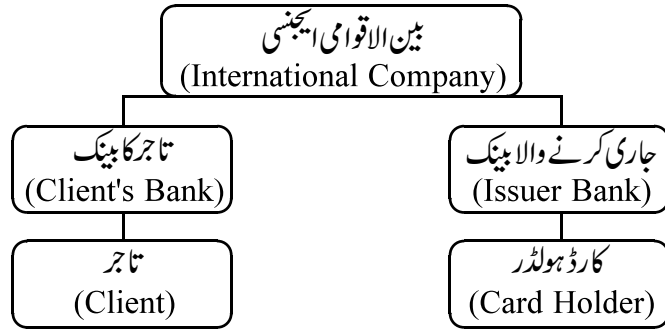 بین الاقوامی ایجنسی
(International Company)
جاری کرنے والا بینک
(Issuer Bank)
تاجر کا بینک
(Client's Bank)
کارڈ ہولڈر
(Card Holder)
تاجر
(Client)